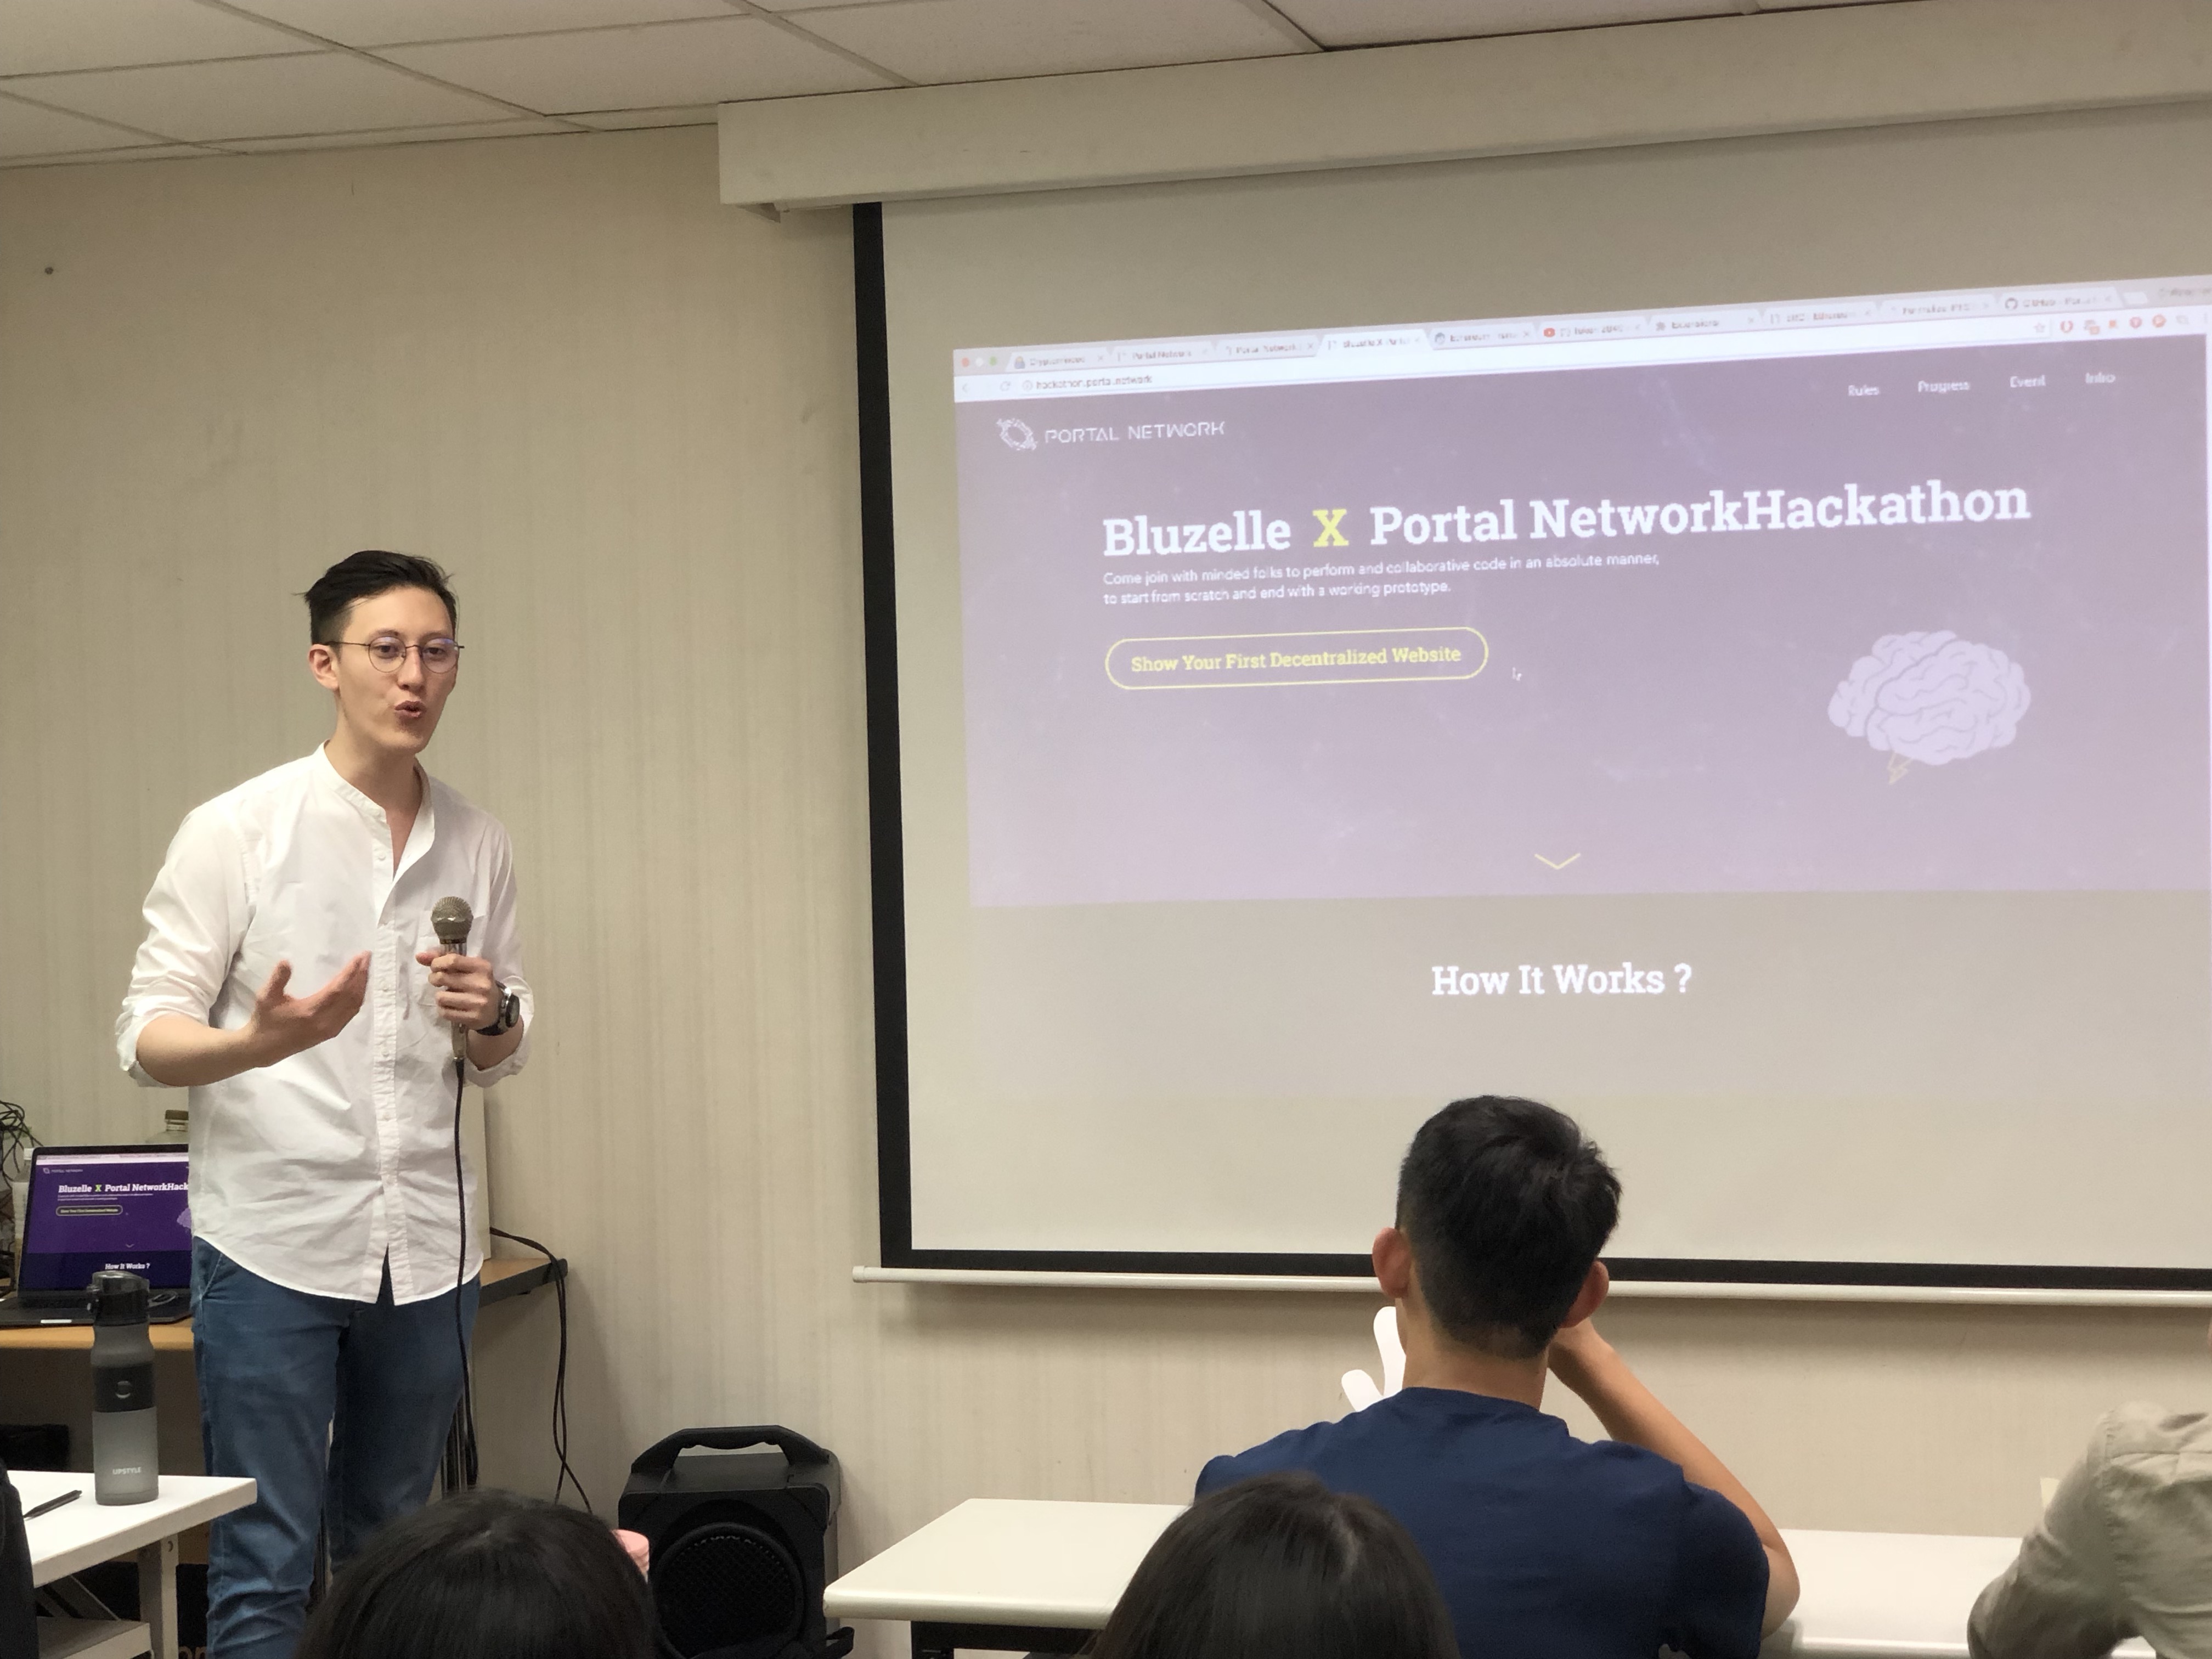 hackathon.portal.network
Rules Progress Event Intro
PORTAL NETWORK
Bluzelle X Portal NetworkHackathon
Come join with minded folks to perform and collaborative code in an absolute manner,
to start from scratch and end with a working prototype.
Show Your First Decentralized Website
How It Works ?
Bluzelle X Portal NetworkHack
How It Works ?
UPSTYLE